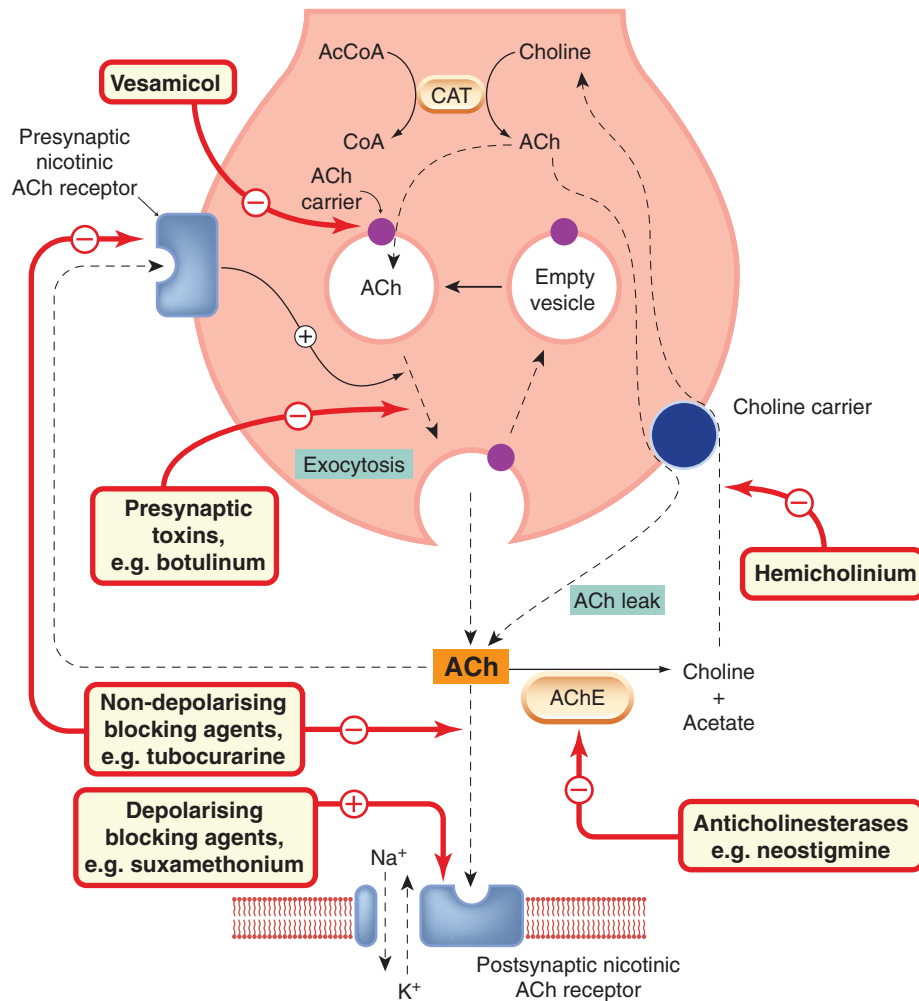 AcCoA
Choline
Vesamicol
CAT
CoA
ACh
Presynaptic
nicotinic
ACh receptor
ACh
carrier
−
−
ACh
Empty
vesicle
+
Choline carrier
−
Exocytosis
Presynaptic
toxins,
e.g. botulinum
−
Hemicholinium
ACh leak
ACh
AChE
Choline
+
Acetate
Non-depolarising
blocking agents,
e.g. tubocurarine
−
−
Depolarising
blocking agents,
e.g. suxamethonium
+
Anticholinesterases
e.g. neostigmine
Na⁺
K⁺
Postsynaptic nicotinic
ACh receptor